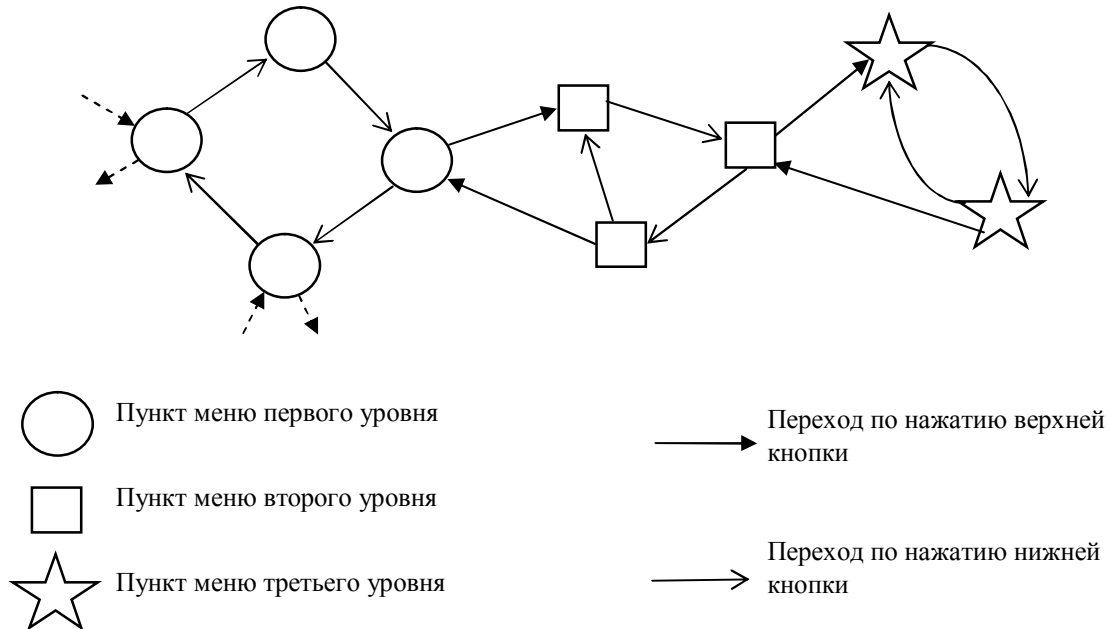 Пункт меню первого уровня
Переход по нажатию верхней
кнопки
Пункт меню второго уровня
Переход по нажатию нижней
кнопки
Пункт меню третьего уровня